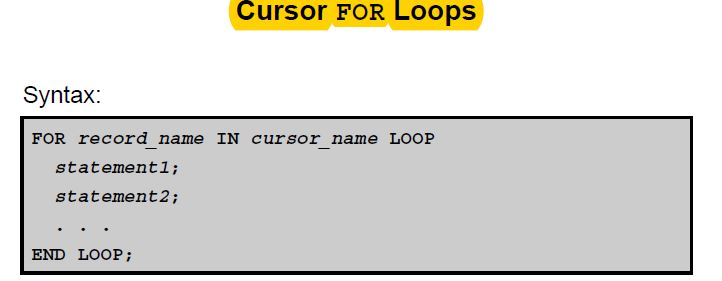 Cursor FOR Loops
Syntax:
FOR record_name IN cursor_name LOOP
statement1;
statement2;
. . .
END LOOP;